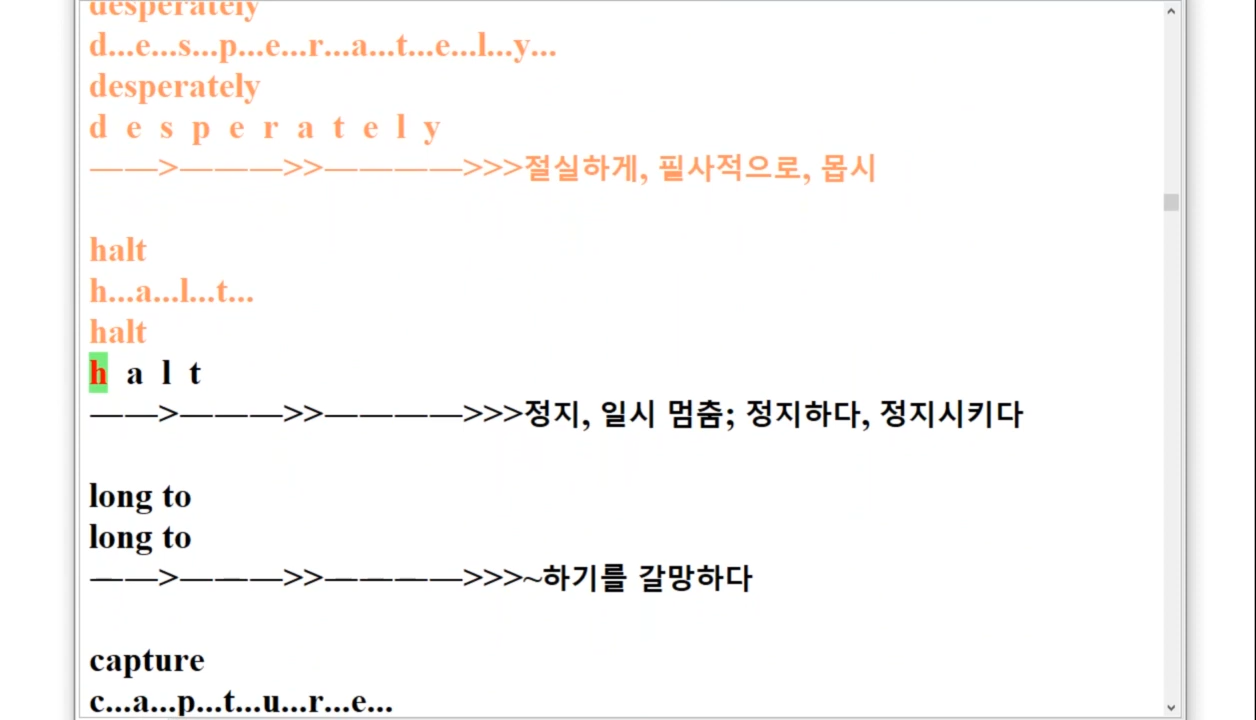 desperately
d...e...s...p...e...r...a...t...e...l...y...
desperately
d e s p e r a t e l y
——>———>>————>>>절실하게, 필사적으로, 몹시
halt
h...a...l...t...
halt
h a l t
——>———>>————>>>정지, 일시 멈춤; 정지하다, 정지시키다
long to
long to
——>———>>————>>>~하기를 갈망하다
capture
c...a...p...t...u...r...e...